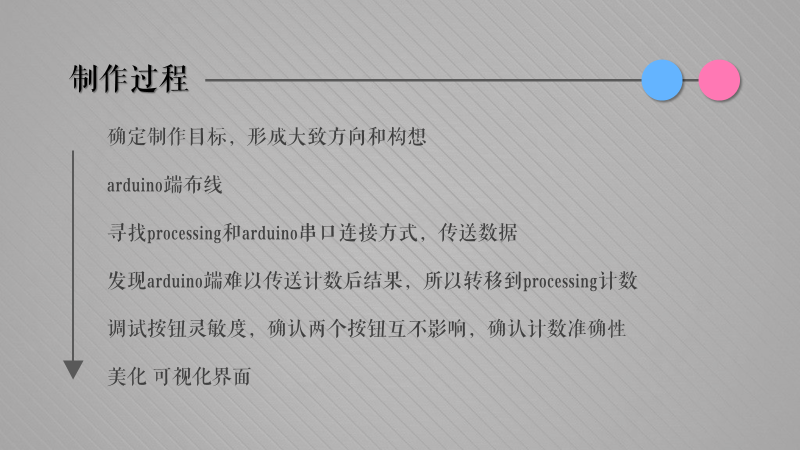 制作过程
确定制作目标，形成大致方向和构想
arduino端布线
寻找processing和arduino串口连接方式，传送数据
发现arduino端难以传送计数后结果，所以转移到processing计数
调试按钮灵敏度，确认两个按钮互不影响，确认计数准确性
美化 可视化界面